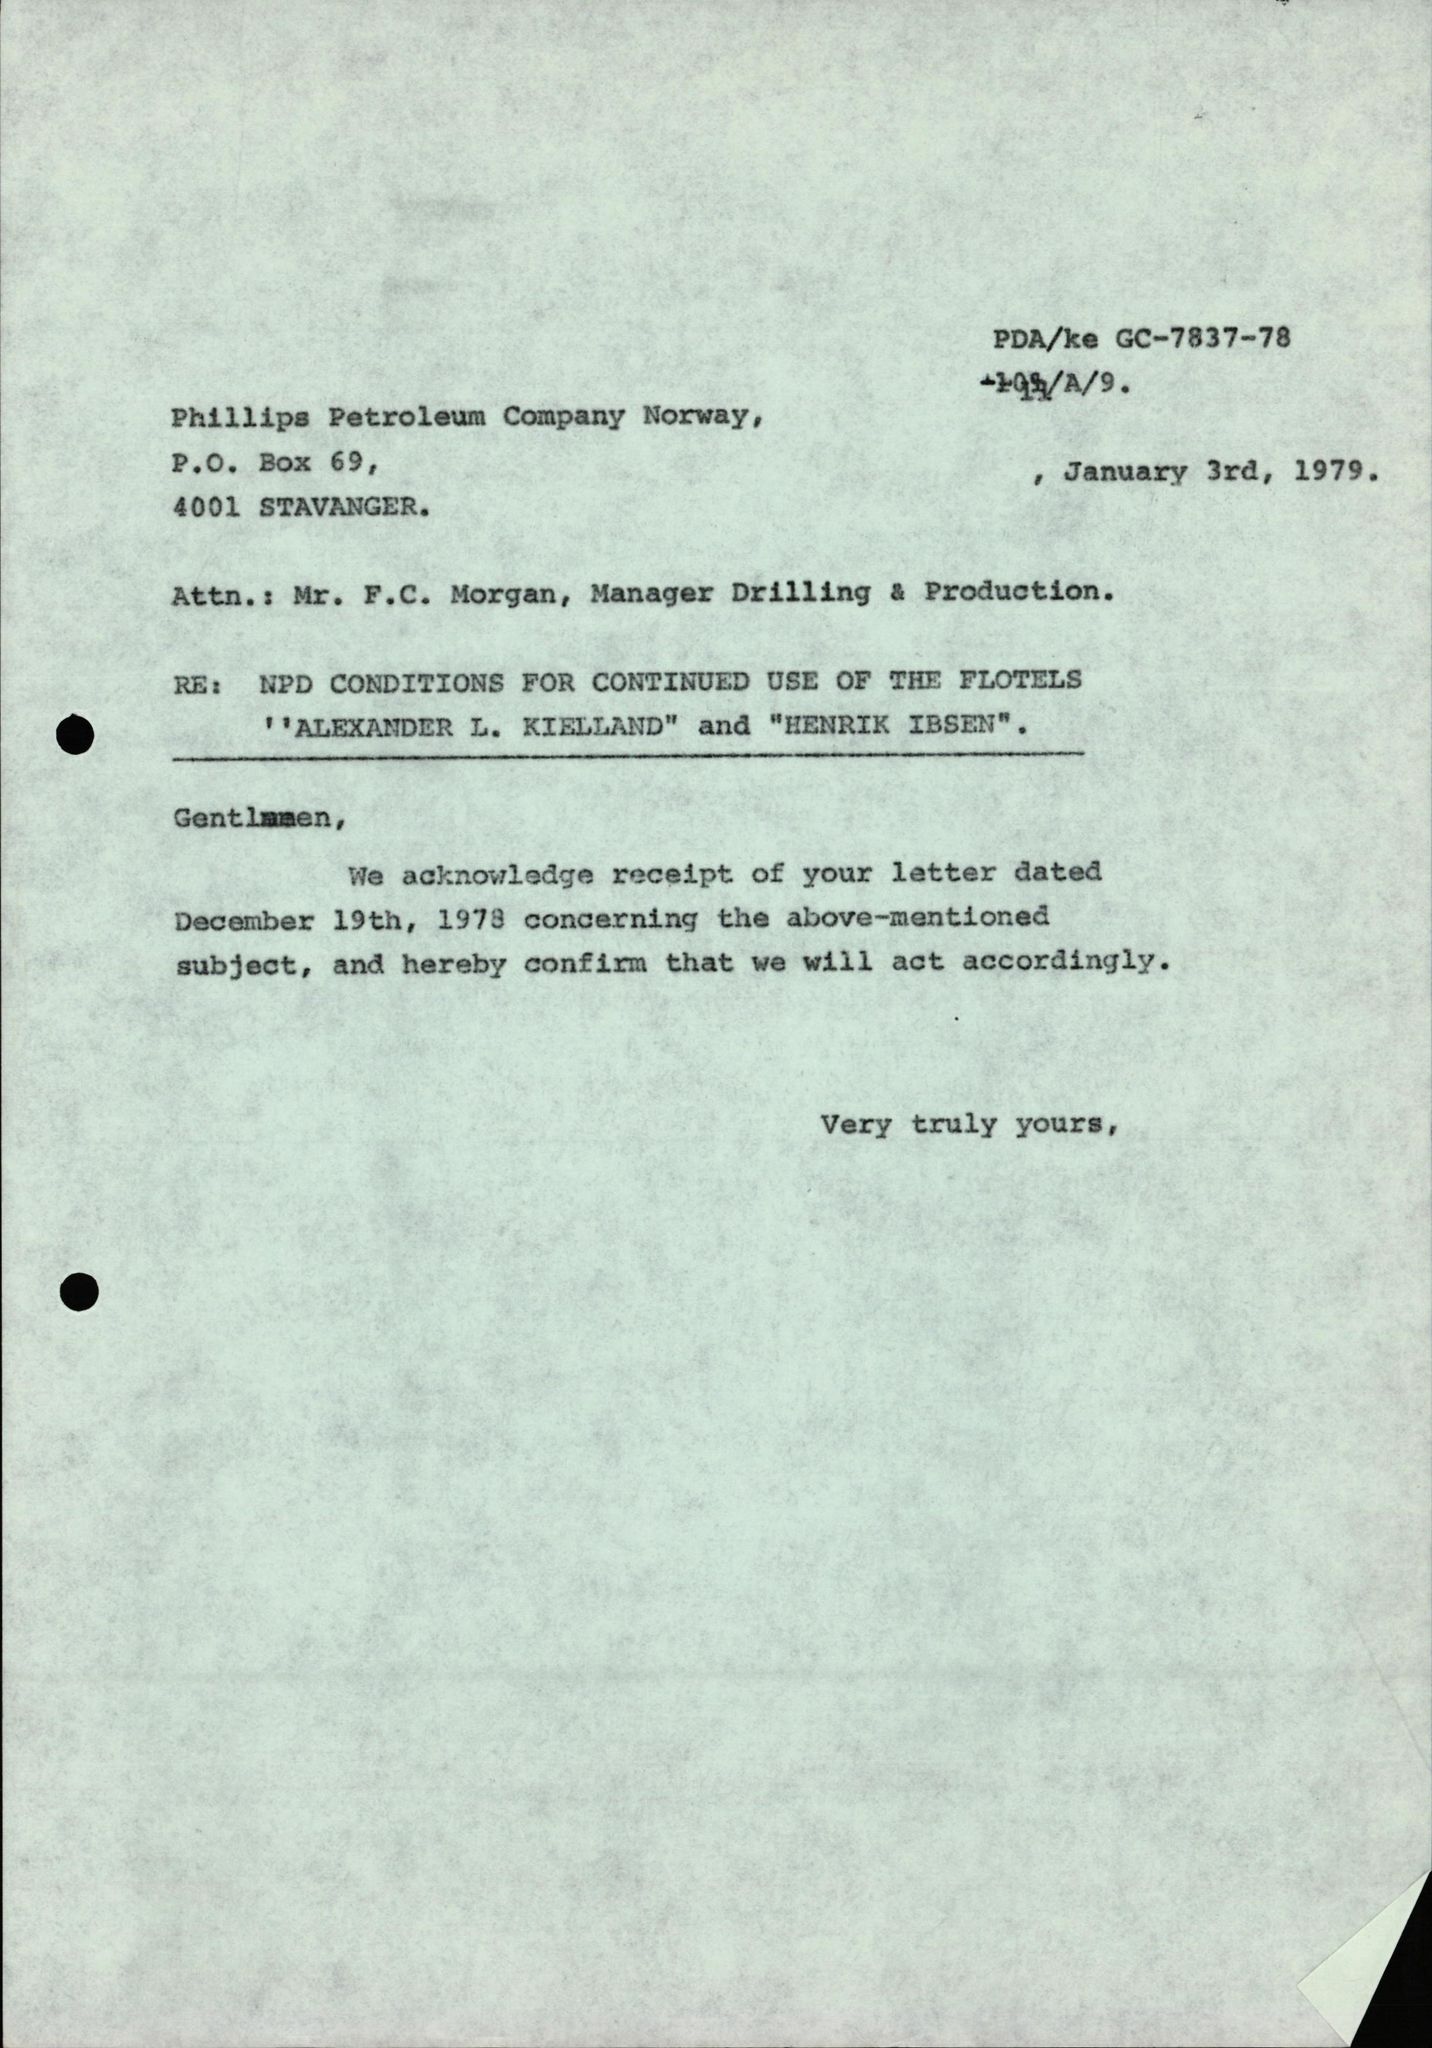 PDA/ke GC-7837-78
/A/9.
Phillips Petroleum Company Norway,
P.O. Box 69,
, January 3rd, 1979.
4001 STAVANGER.
Attn.: Mr. F.C. Morgan, Manager Drilling & Production.
RE: NPD CONDITIONS FOR CONTINUED USE OF THE FLOTELS
''ALEXANDER L. KIELLAND" and "HENRIK IBSEN".
We acknowledge receipt of your letter dated
December 19th, 1978 concerning the above-mentioned
subject, and hereby confirm that we will act accordingly.
Very truly yours,